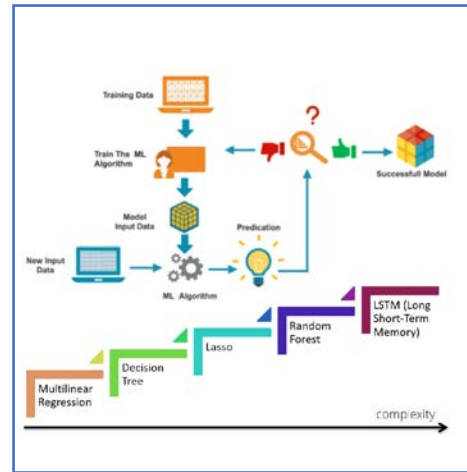 Training Data
?
Train The ML
Algorithm
Successfull Model
Model
Input Data
Predication
New Input
Data
ML Algorithm
LSTM (Long
Short-Term
Memory)
Random
Forest
Lasso
Decision
Tree
Multilinear
Regression
complexity